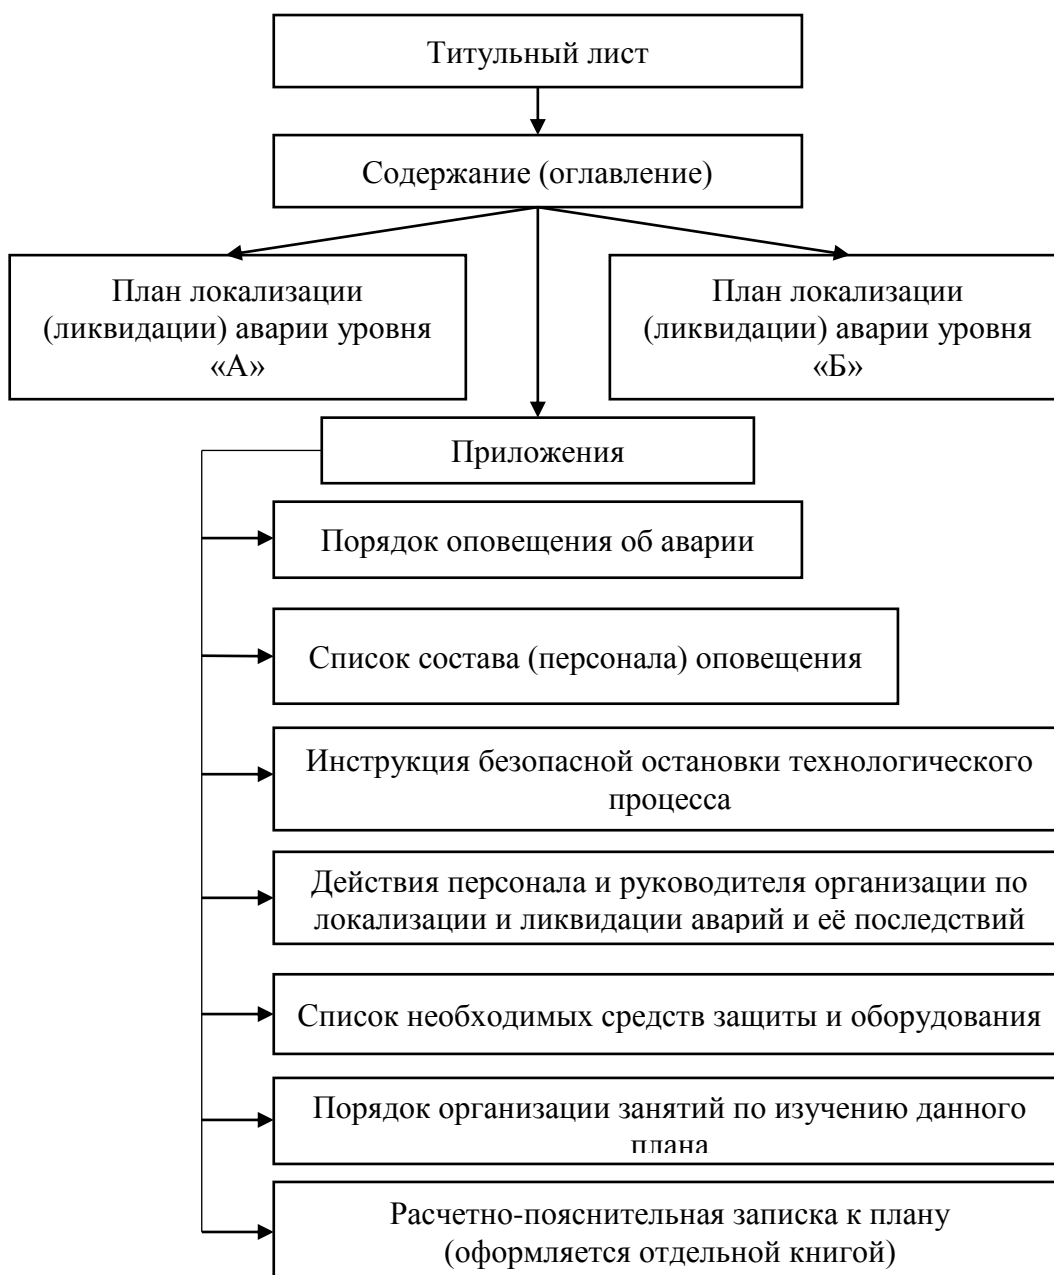 Титульный лист
Содержание (оглавление)
План локализации
(ликвидации) аварии уровня
«А»
План локализации
(ликвидации) аварии уровня
«Б»
Приложения
Порядок оповещения об аварии
Список состава (персонала) оповещения
Инструкция безопасной остановки технологического
процесса
Действия персонала и руководителя организации по
локализации и ликвидации аварий и её последствий
Список необходимых средств защиты и оборудования
Порядок организации занятий по изучению данного
плана
Расчетно-пояснительная записка к плану
(оформляется отдельной книгой)